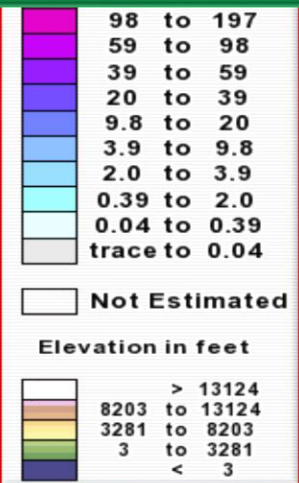 98 to 197
59 to 98
39 to 59
20 to 39
9.8 to 20
3.9 to 9.8
2.0 to 3.9
0.39 to 2.0
0.04 to 0.39
trace to 0.04
Not Estimated
Elevation in feet
> 13124
8203 to 13124
3281 to 8203
3 to 3281
< 3